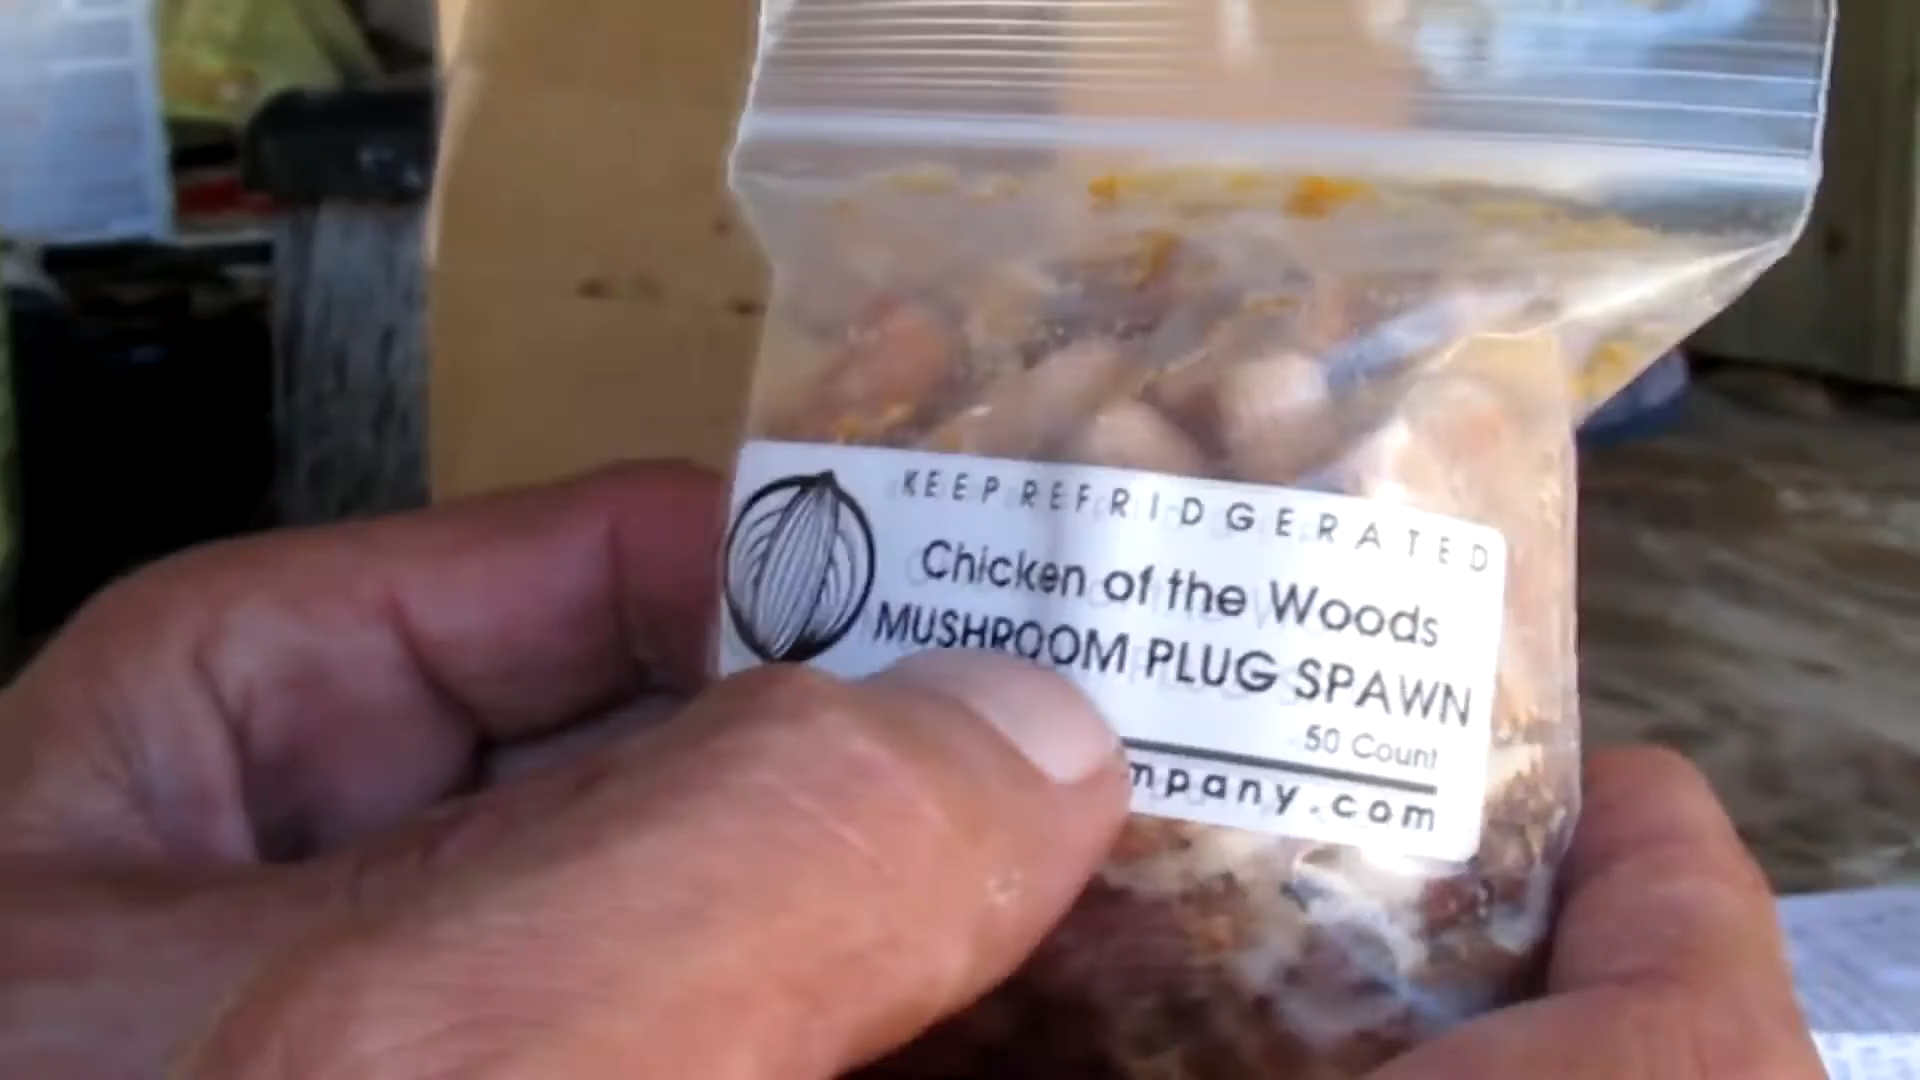 KEEP REFRIDGERATED
Chicken of the Woods
MUSHROOM PLUG SPAWN
50 Count
mpany.com